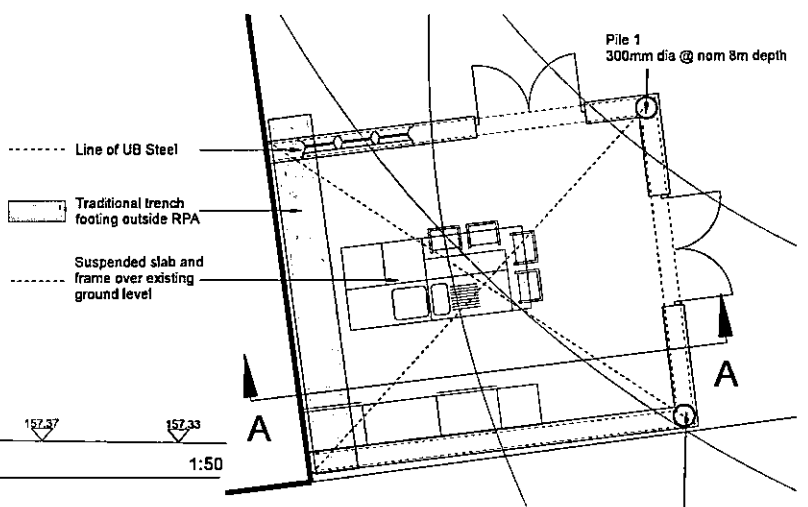 Pile 1
300mm dia @ nom 8m depth
Line of UB Steel
Traditional trench
footing outside RPA
Suspended slab and
frame over existing
ground level
A
A
157.37
157.33
1:50